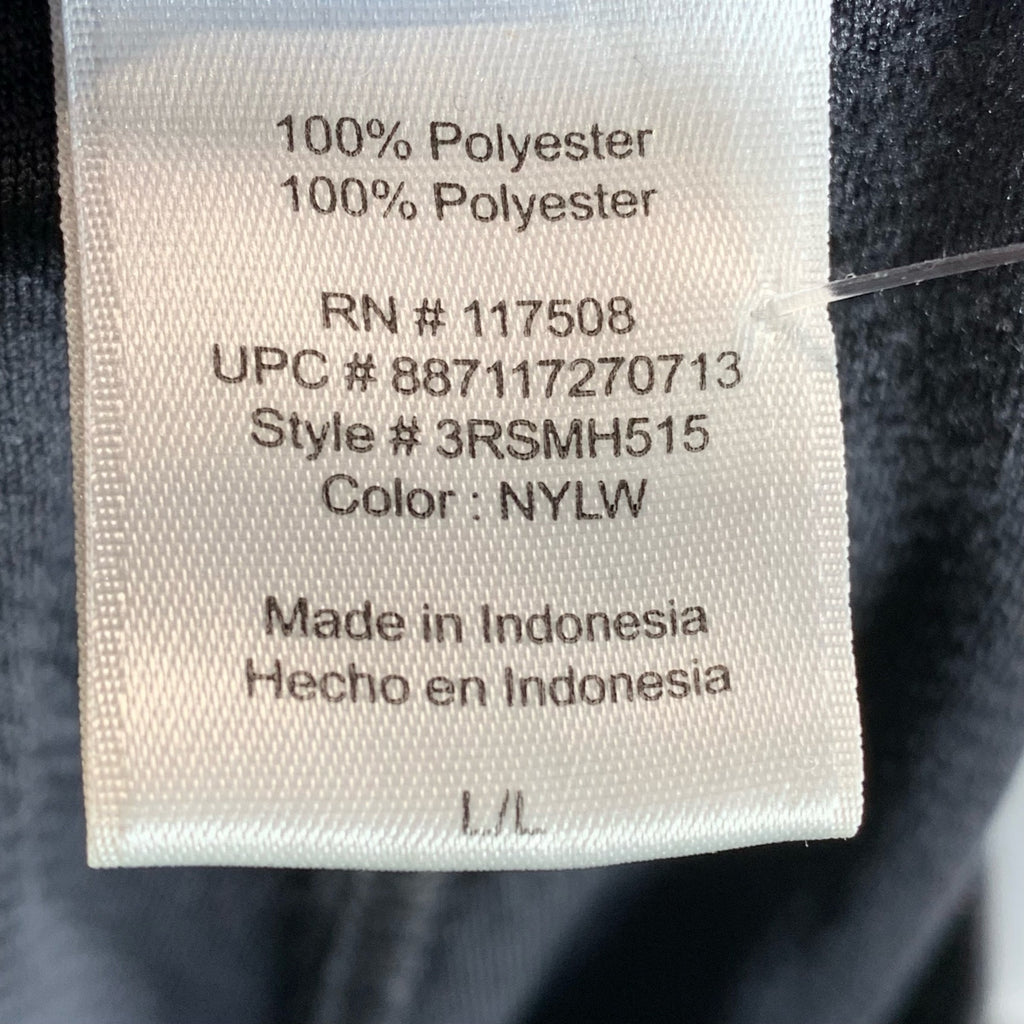 100% Polyester
100% Polyester
RN # 117508
UPC # 887117270713
Style # 3RSMH515
Color : NYLW
Made in Indonesia
Hecho en Indonesia
L/L